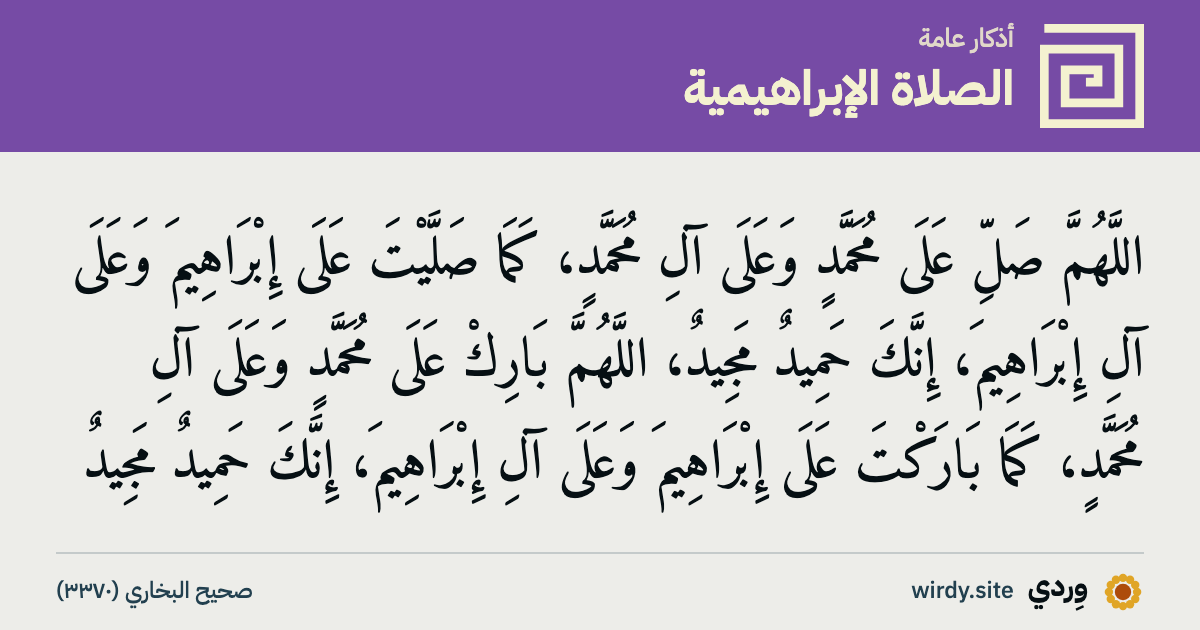 أذكار عامة
الصلاة الإبراهيمية
اللَّهُمَّ صَلِّ عَلَى مُحَمَّدٍ وَعَلَى آلِ مُحَمَّدٍ، كَمَا صَلَّيْتَ عَلَى إِبْرَاهِيمَ وَعَلَى
آلِ إِبْرَاهِيمَ، إِنَّكَ حَمِيدٌ مَجِيدٌ، اللَّهُمَّ بَارِكْ عَلَى مُحَمَّدٍ وَعَلَى آلِ
مُحَمَّدٍ، كَمَا بَارَكْتَ عَلَى إِبْرَاهِيمَ وَعَلَى آلِ إِبْرَاهِيمَ، إِنَّكَ حَمِيدٌ مَجِيدٌ
وِردي wirdy.site
صحيح البخاري (٣٣٧٠)